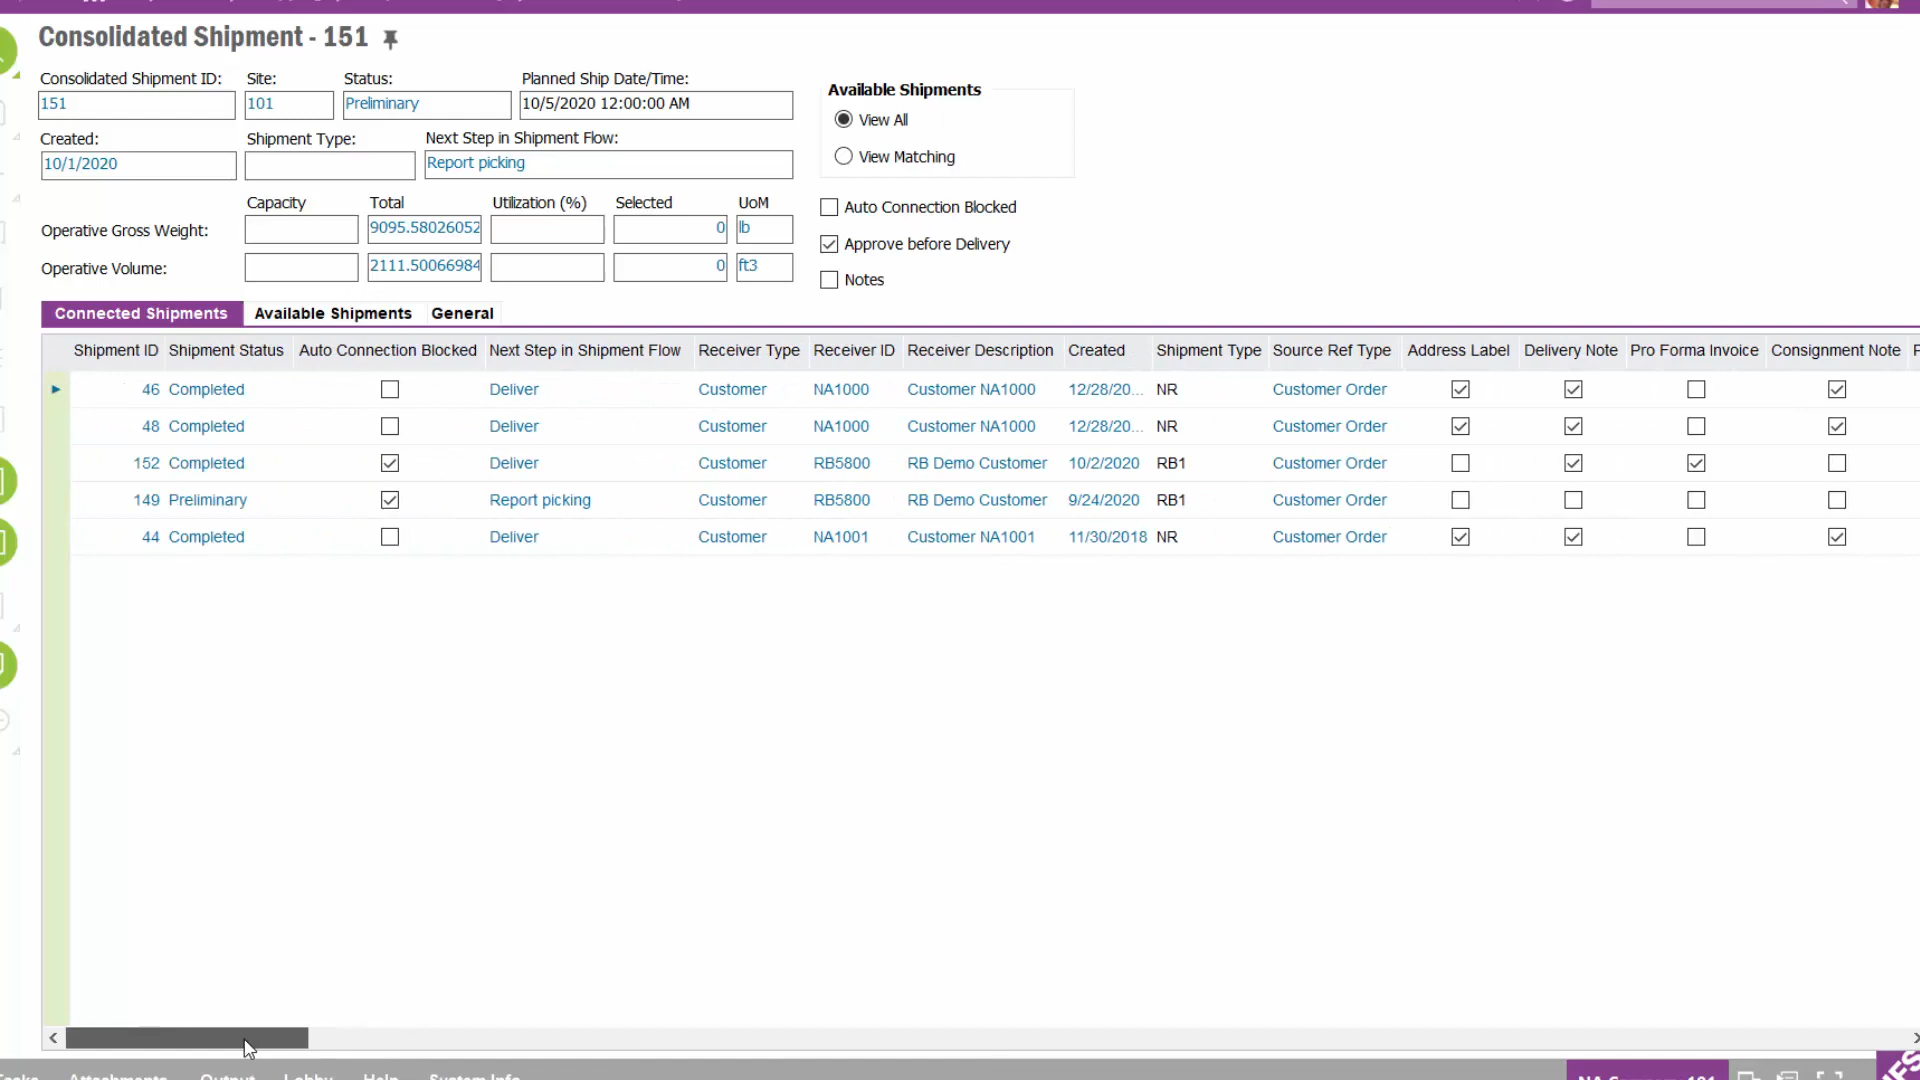 Consolidated Shipment - 151
Consolidated Shipment ID: Site: Status: Planned Ship Date/Time:
151 101 Preliminary 10/5/2020 12:00:00 AM
Created: Shipment Type: Next Step in Shipment Flow:
10/1/2020 Report picking
Capacity Total Utilization (%) Selected UoM
Operative Gross Weight: 9095.58026052 0 lb
Operative Volume: 2111.50066984 0 ft3
Available Shipments
View All
View Matching
Auto Connection Blocked
Approve before Delivery
Notes
Connected Shipments Available Shipments General
Shipment ID Shipment Status Auto Connection Blocked Next Step in Shipment Flow Receiver Type Receiver ID Receiver Description Created Shipment Type Source Ref Type Address Label Delivery Note Pro Forma Invoice Consignment Note
46 Completed Deliver Customer NA1000 Customer NA1000 12/28/20... NR Customer Order
48 Completed Deliver Customer NA1000 Customer NA1000 12/28/20... NR Customer Order
152 Completed Deliver Customer RB5800 RB Demo Customer 10/2/2020 RB1 Customer Order
149 Preliminary Report picking Customer RB5800 RB Demo Customer 9/24/2020 RB1 Customer Order
44 Completed Deliver Customer NA1001 Customer NA1001 11/30/2018 NR Customer Order
Attachments Output Lobby Help System Info